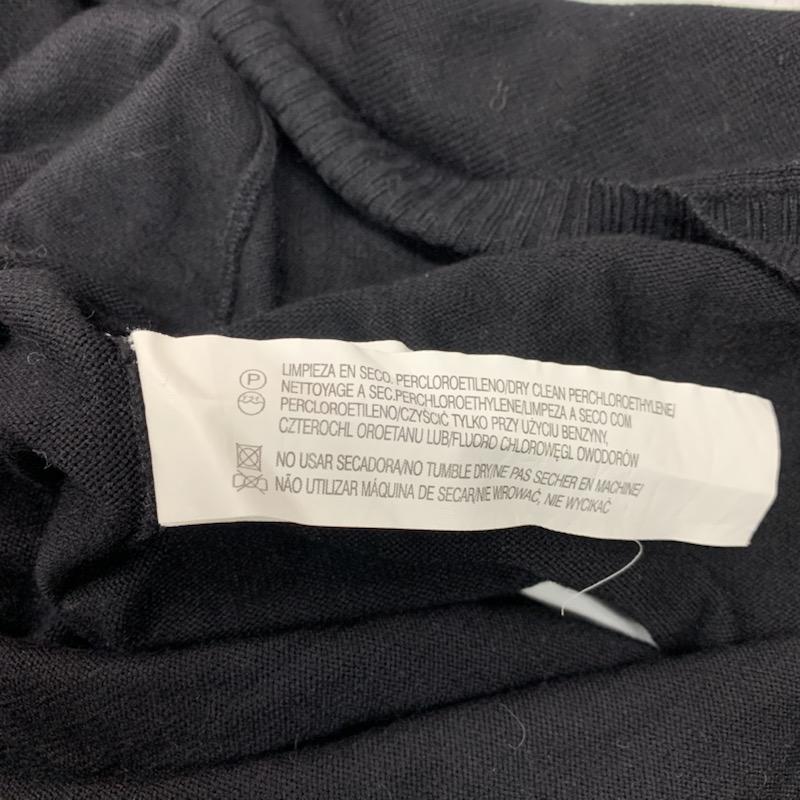 P
LIMPIEZA EN SECO. PERCLOROETILENO/DRY CLEAN PERCHLOROETHYLENE/
NETTOYAGE A SEC.PERCHLOROETHYLENE/LIMPEZA A SECO COM
PERCLOROETILENO/CZYŚCIĆ TYLKO PRZY UŻYCIU BENZYNY,
CZTEROCHL OROETANU LUB/FLUORO CHLOROWĘGL OWODORÓW
NO USAR SECADORA/NO TUMBLE DRY/NE PAS SECHER EN MACHINE/
NÃO UTILIZAR MÁQUINA DE SECAR/NIE WIROWAĆ, NIE WYCIKAĆ